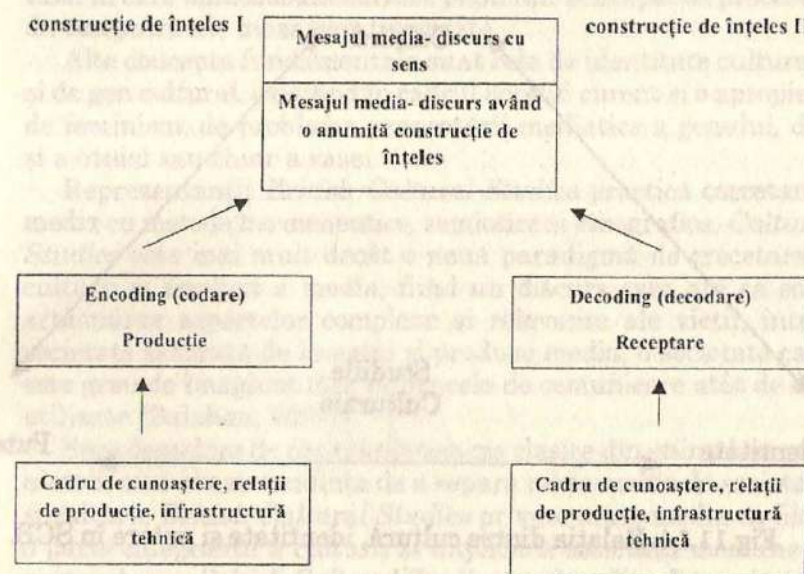 construcție de înțeles I
construcție de înțeles I
Mesajul media- discurs cu
sens
Mesajul media- discurs având
o anumită construcție de
înțeles
Encoding (codare)
Producție
Decoding (decodare)
Receptare
Cadru de cunoaștere, relații
de producție, infrastructură
tehnică
Cadru de cunoaștere, relații
de producție, infrastructură
tehnică